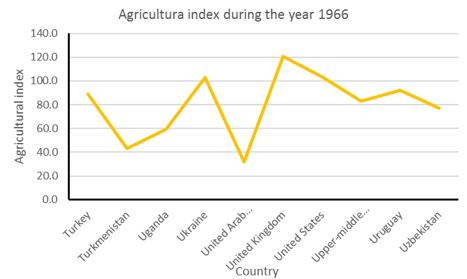 Agricultura index during the year 1966
140.0
120.0
100.0
80.0
60.0
40.0
20.0
0.0
Agricultural index
Turkey
Turkmenistan
Uganda
Ukraine
United Arab...
United Kingdom
United States
Upper-middle...
Uruguay
Uzbekistan
Country